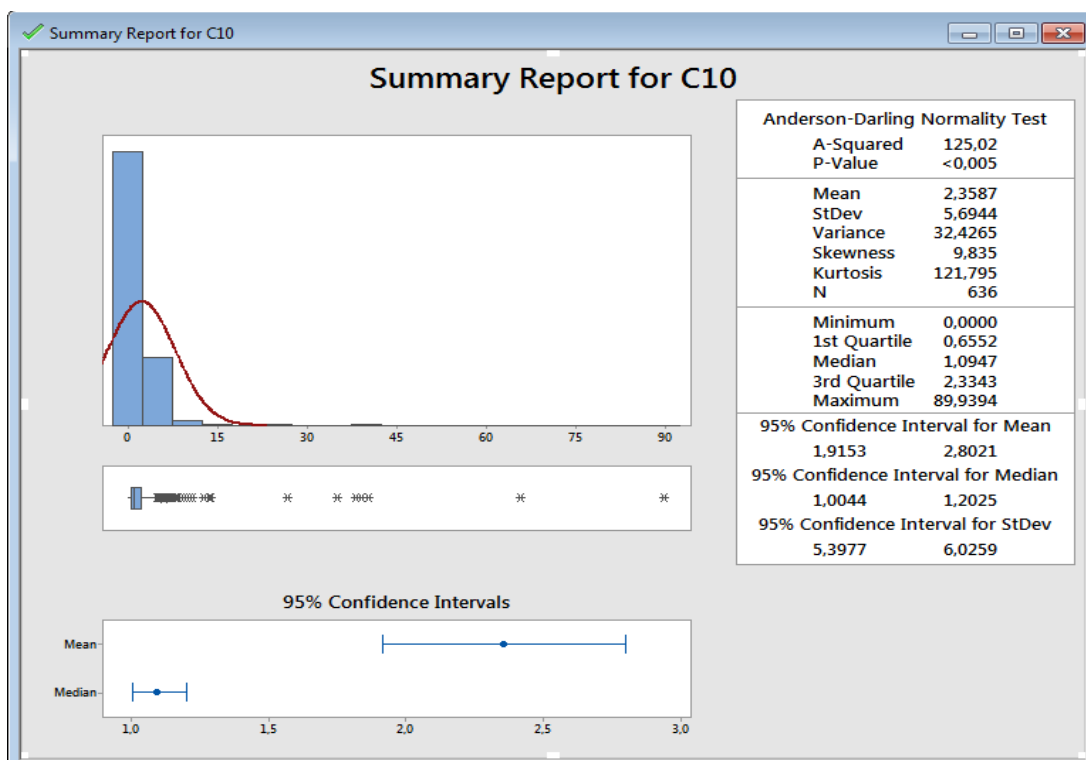 Summary Report for C10
Summary Report for C10
0 15 30 45 60 75 90
95% Confidence Intervals
Mean
Median
1,0 1,5 2,0 2,5 3,0
Anderson-Darling Normality Test
A-Squared 125,02
P-Value <0,005
Mean 2,3587
StDev 5,6944
Variance 32,4265
Skewness 9,835
Kurtosis 121,795
N 636
Minimum 0,0000
1st Quartile 0,6552
Median 1,0947
3rd Quartile 2,3343
Maximum 89,9394
95% Confidence Interval for Mean
1,9153 2,8021
95% Confidence Interval for Median
1,0044 1,2025
95% Confidence Interval for StDev
5,3977 6,0259